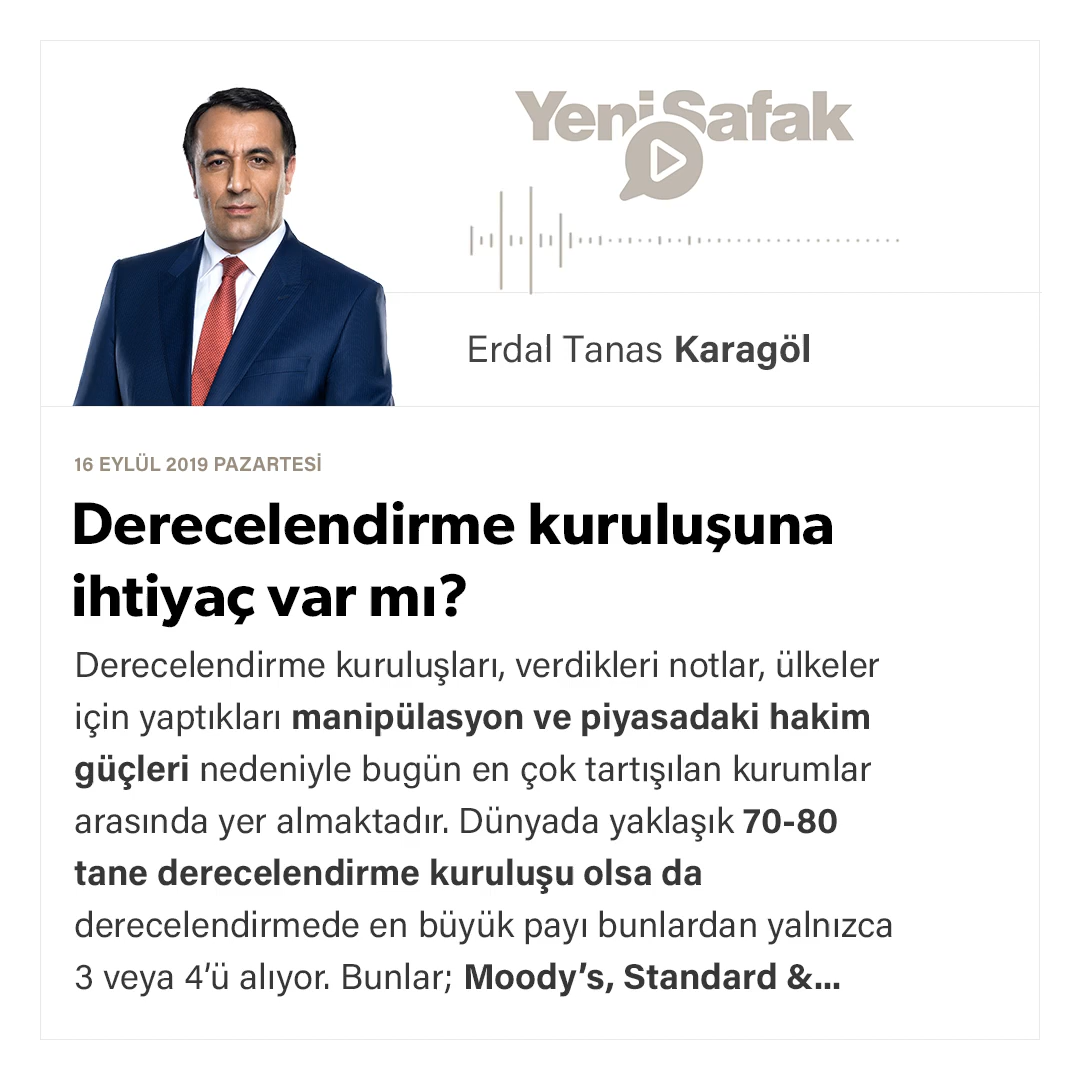 YeniŞafak
Erdal Tanas Karagöl
16 EYLÜL 2019 PAZARTESİ
Derecelendirme kuruluşuna
ihtiyaç var mı?
Derecelendirme kuruluşları, verdikleri notlar, ülkeler
için yaptıkları manipülasyon ve piyasadaki hakim
güçleri nedeniyle bugün en çok tartışılan kurumlar
arasında yer almaktadır. Dünyada yaklaşık 70-80
tane derecelendirme kuruluşu olsa da
derecelendirmede en büyük payı bunlardan yalnızca
3 veya 4’ü alıyor. Bunlar; Moody’s, Standard &...